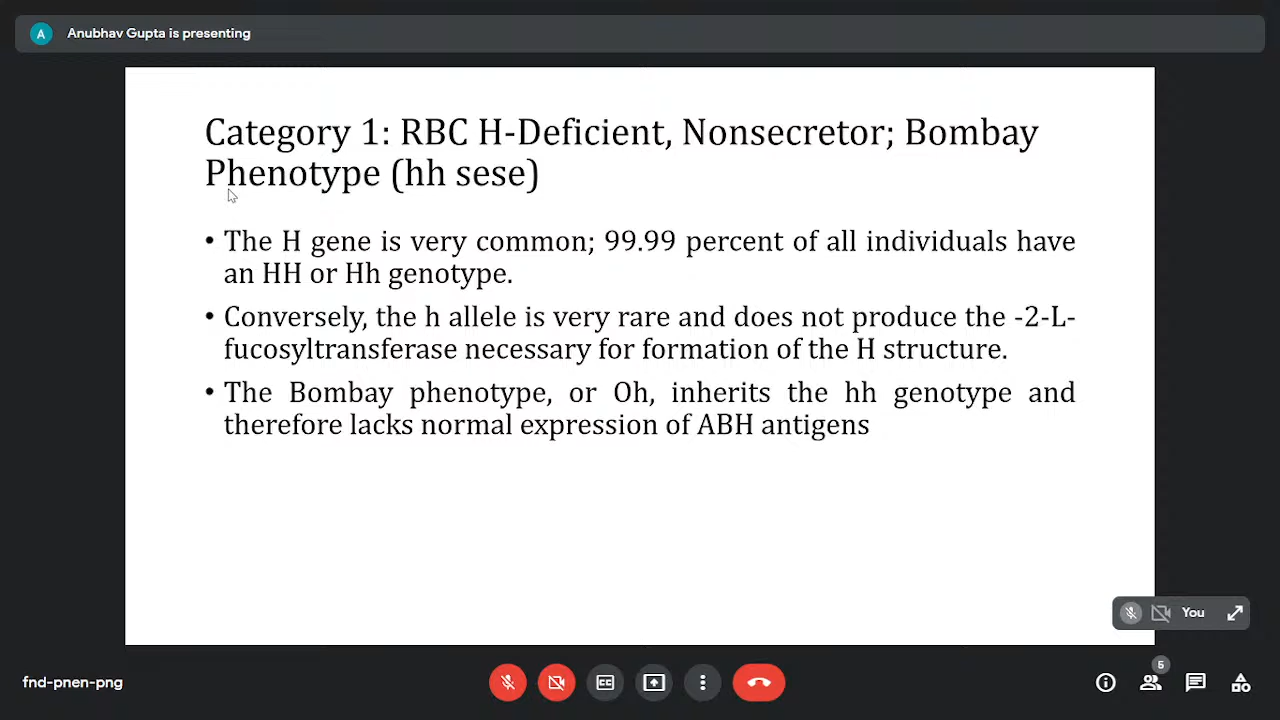 A
Anubhav Gupta is presenting
Category 1: RBC H-Deficient, Nonsecretor; Bombay
Phenotype (hh sese)
• The H gene is very common; 99.99 percent of all individuals have
an HH or Hh genotype.
• Conversely, the h allele is very rare and does not produce the -2-L-
fucosyltransferase necessary for formation of the H structure.
• The Bombay phenotype, or Oh, inherits the hh genotype and
therefore lacks normal expression of ABH antigens
You
fnd-pnen-png
CC
5